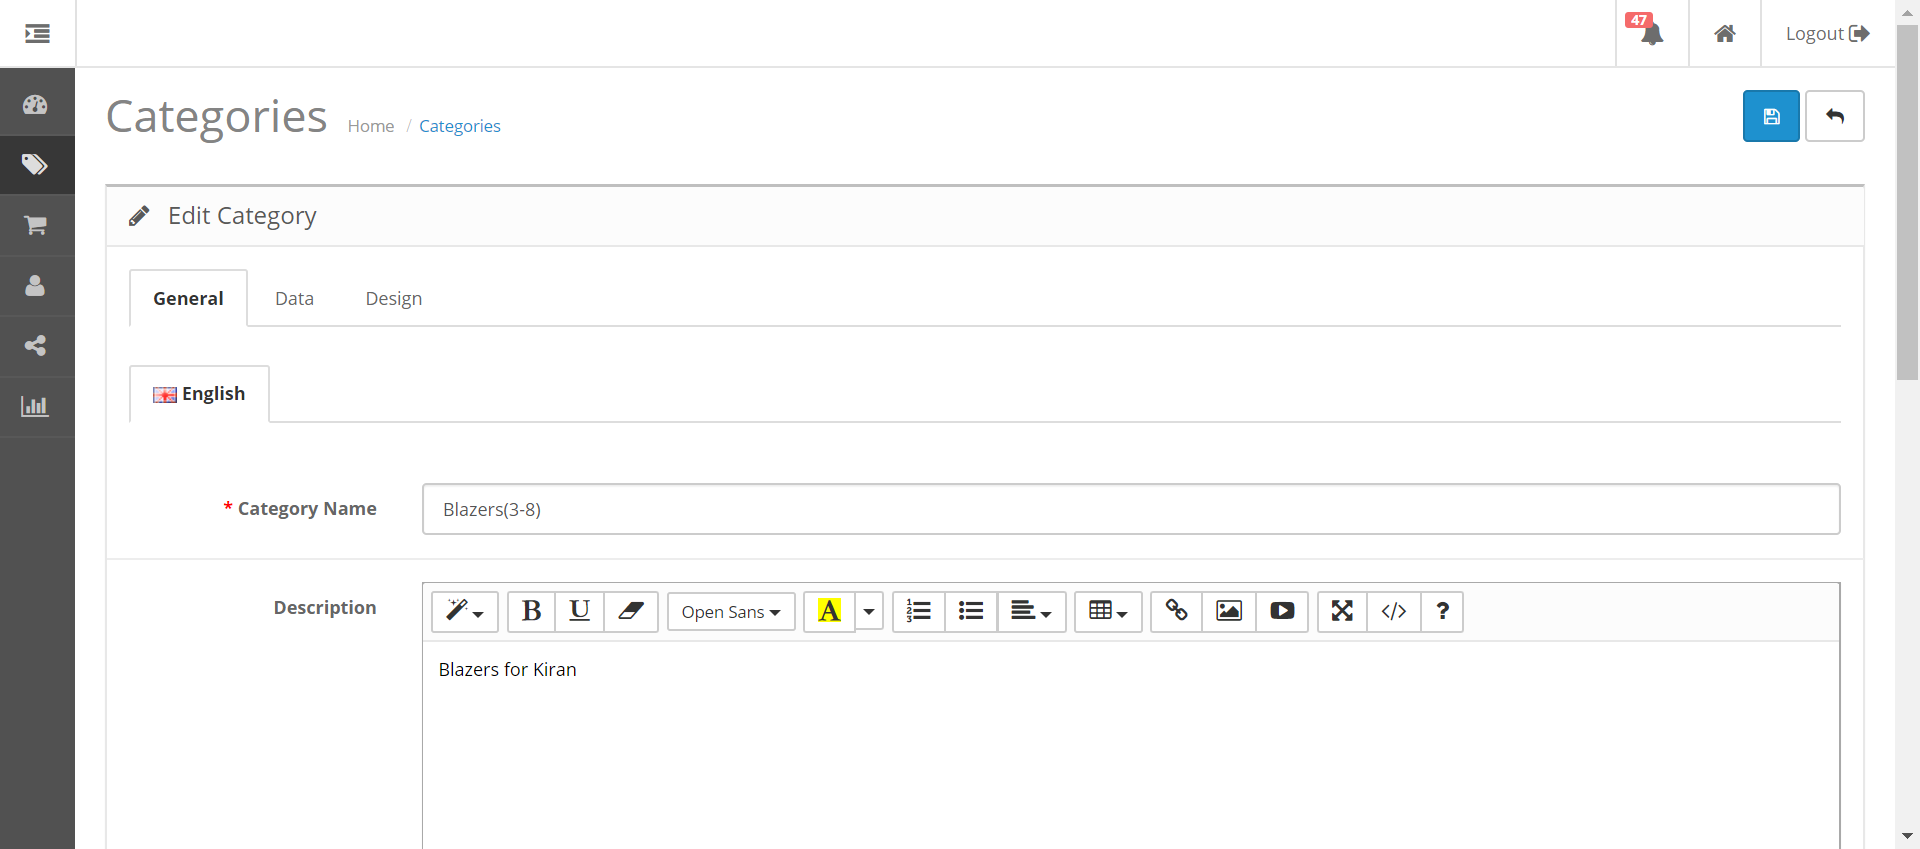 47
Logout
Categories Home / Categories
Edit Category
General Data Design
English
* Category Name Blazers(3-8)
Description B U Open Sans A </> ?
Blazers for Kiran